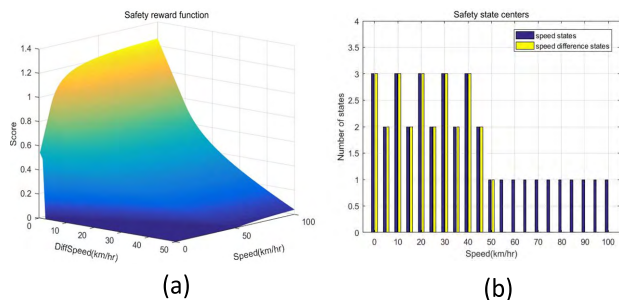 Safety reward function
1.4
1.2
1
0.8
0.6
0.4
0.2
0
Score
0
10
20
30
40
50
DiffSpeed(km/hr)
0
50
100
Speed(km/hr)
(a)
Safety state centers
speed states
speed difference states
4
3.5
3
2.5
2
1.5
1
0.5
0
Number of states
0 10 20 30 40 50 60 70 80 90 100
Speed(km/hr)
(b)